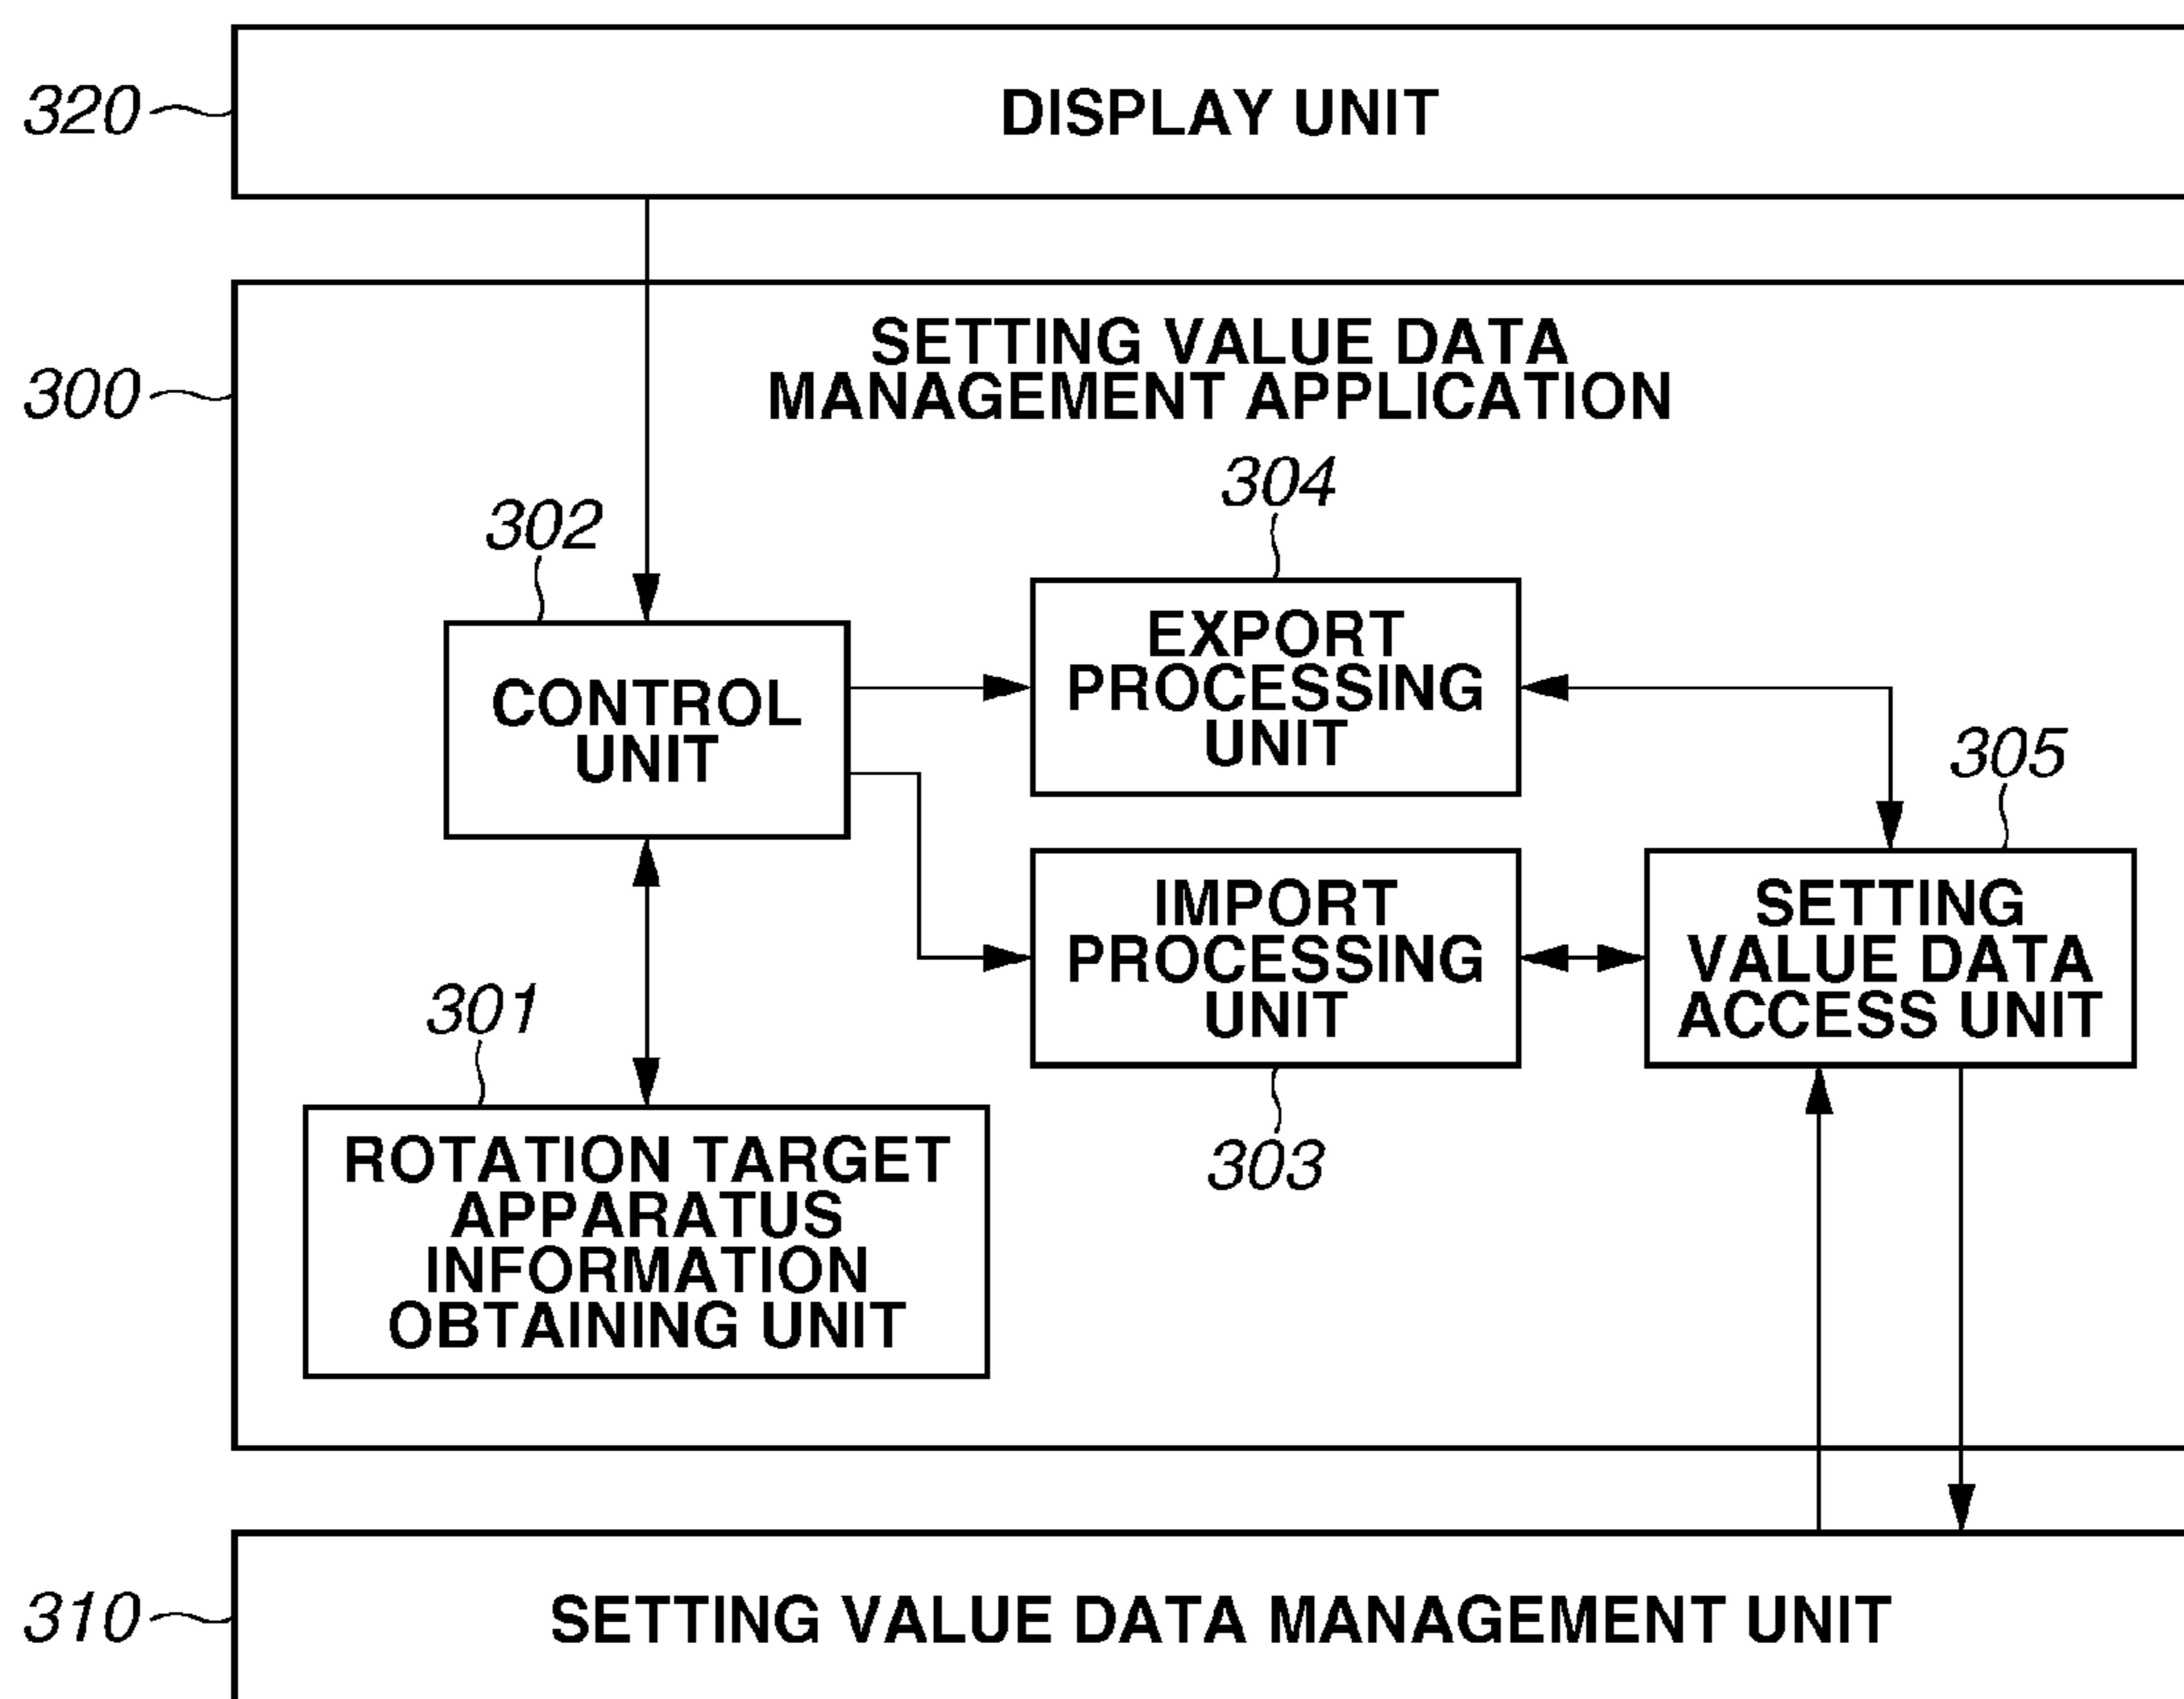 320
DISPLAY UNIT
300
SETTING VALUE DATA
MANAGEMENT APPLICATION
304
302
EXPORT
PROCESSING
UNIT
CONTROL
UNIT
305
IMPORT
PROCESSING
UNIT
SETTING
VALUE DATA
ACCESS UNIT
301
303
ROTATION TARGET
APPARATUS
INFORMATION
OBTAINING UNIT
310
SETTING VALUE DATA MANAGEMENT UNIT